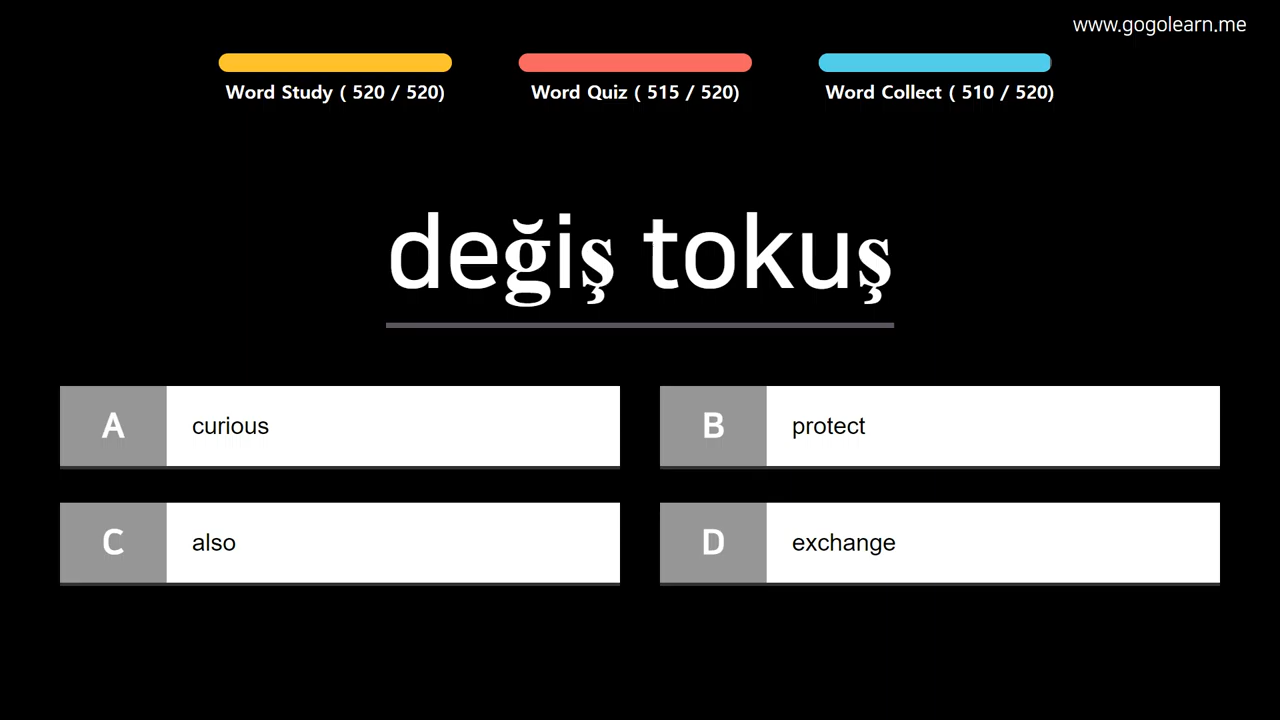 www.gogolearn.me
Word Study ( 520 / 520)
Word Quiz ( 515 / 520)
Word Collect ( 510 / 520)
değiş tokuş
A curious
B protect
C also
D exchange